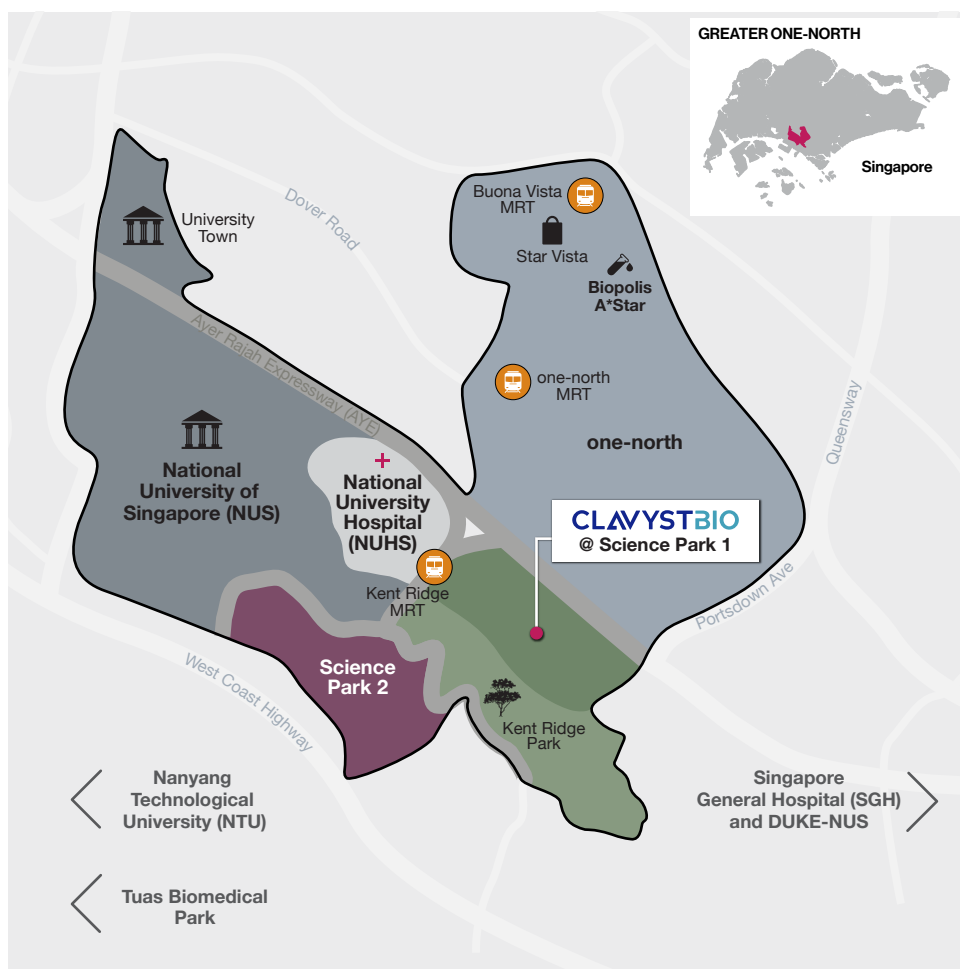 GREATER ONE-NORTH
Singapore
Buona Vista
MRT
Star Vista
Biopolis
A*Star
University
Town
Dover Road
Ayer Rajah Expressway (AYE)
one-north
MRT
one-north
Queensway
National
University of
Singapore (NUS)
National
University
Hospital
(NUHS)
CLAVYSTBIO
@ Science Park 1
Kent Ridge
MRT
Portsdown Ave
Science
Park 2
West Coast Highway
Kent Ridge
Park
Nanyang
Technological
University (NTU)
Singapore
General Hospital (SGH)
and DUKE-NUS
Tuas Biomedical
Park